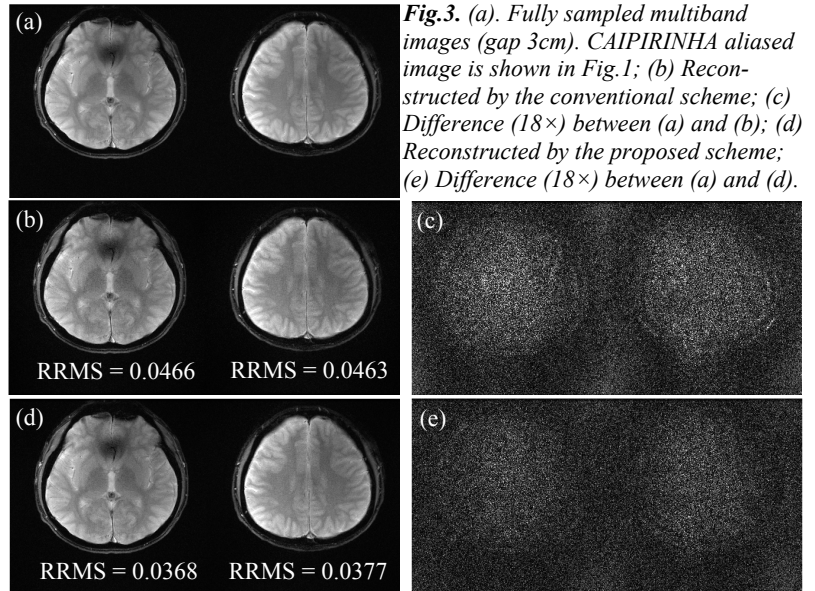 (a)
Fig.3. (a). Fully sampled multiband
images (gap 3cm). CAIPIRINHA aliased
image is shown in Fig.1; (b) Recon-
structed by the conventional scheme; (c)
Difference (18×) between (a) and (b); (d)
Reconstructed by the proposed scheme;
(e) Difference (18×) between (a) and (d).
(b)
RRMS = 0.0466
RRMS = 0.0463
(c)
(d)
RRMS = 0.0368
RRMS = 0.0377
(e)